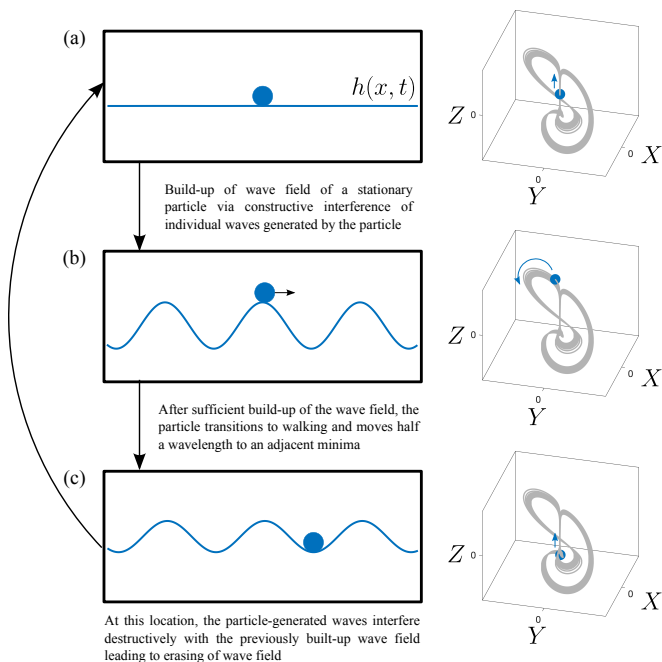 (a)
h(x, t)
Z 0
X
0
0
Y
Build-up of wave field of a stationary
particle via constructive interference of
individual waves generated by the particle
(b)
Z 0
X
0
0
Y
After sufficient build-up of the wave field, the
particle transitions to walking and moves half
a wavelength to an adjacent minima
(c)
Z 0
X
0
0
Y
At this location, the particle-generated waves interfere
destructively with the previously built-up wave field
leading to erasing of wave field